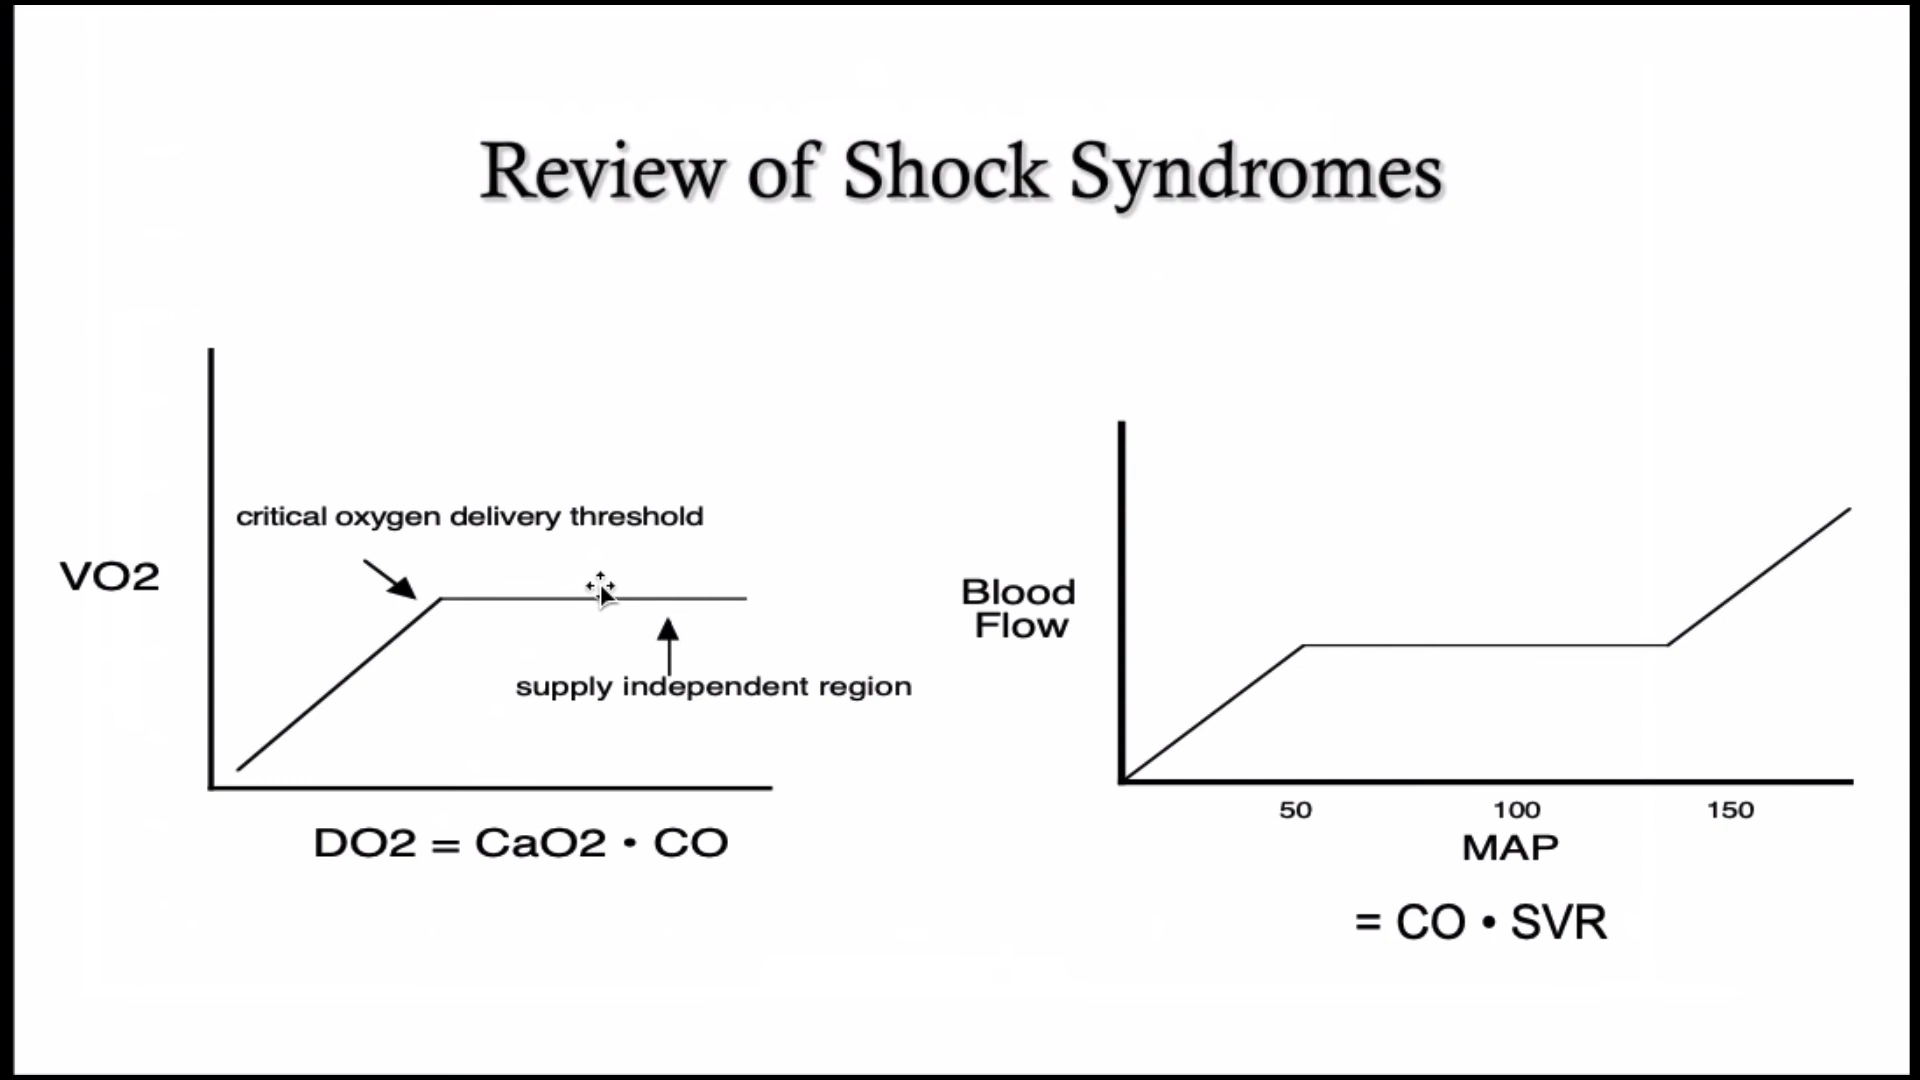 Review of Shock Syndromes
critical oxygen delivery threshold
VO2
supply independent region
DO2 = CaO2 • CO
Blood
Flow
50 100 150
MAP
= CO • SVR